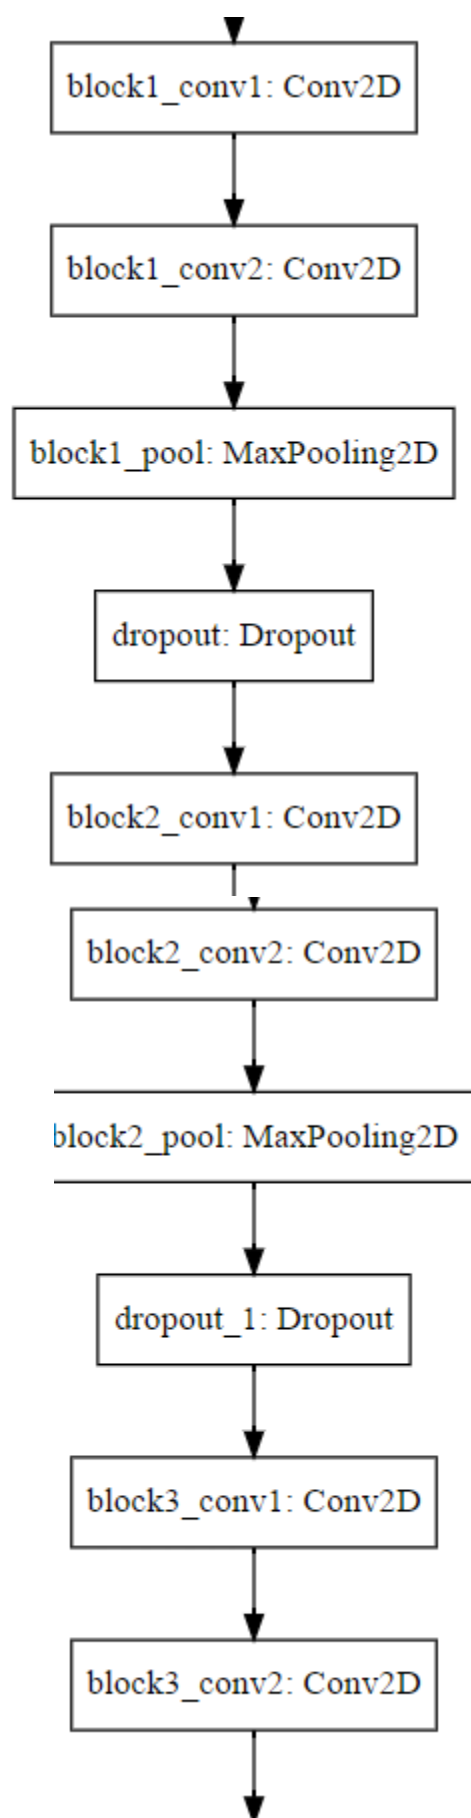 block1_conv1: Conv2D
block1_conv2: Conv2D
block1_pool: MaxPooling2D
dropout: Dropout
block2_conv1: Conv2D
block2_conv2: Conv2D
block2_pool: MaxPooling2D
dropout_1: Dropout
block3_conv1: Conv2D
block3_conv2: Conv2D